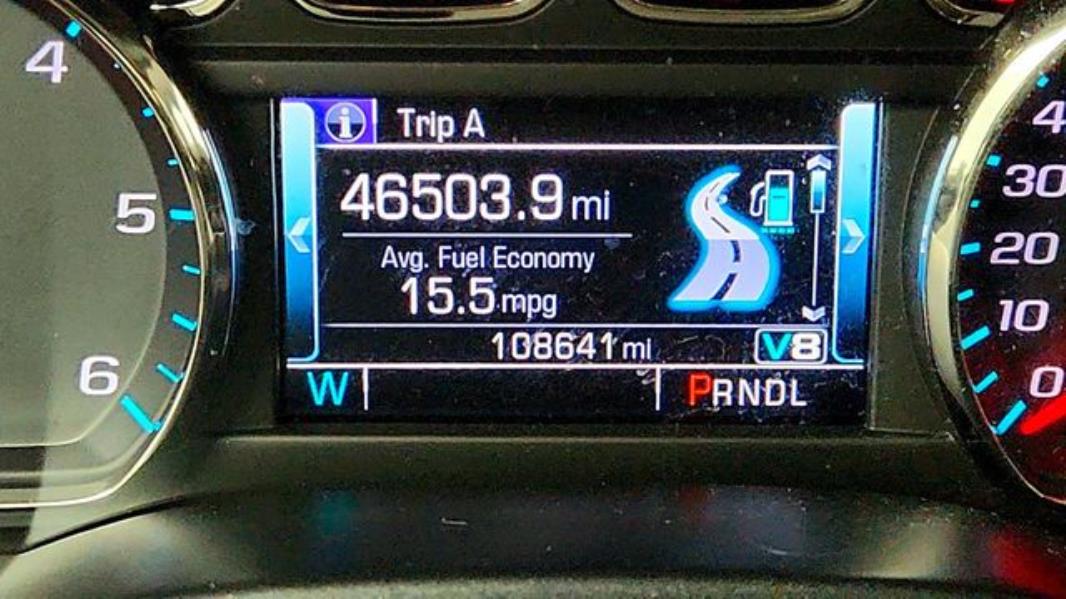 4
5
6
i Trip A
46503.9 mi
Avg. Fuel Economy
15.5 mpg
108641 mi V8
W PRNDL
4
30
20
10
0